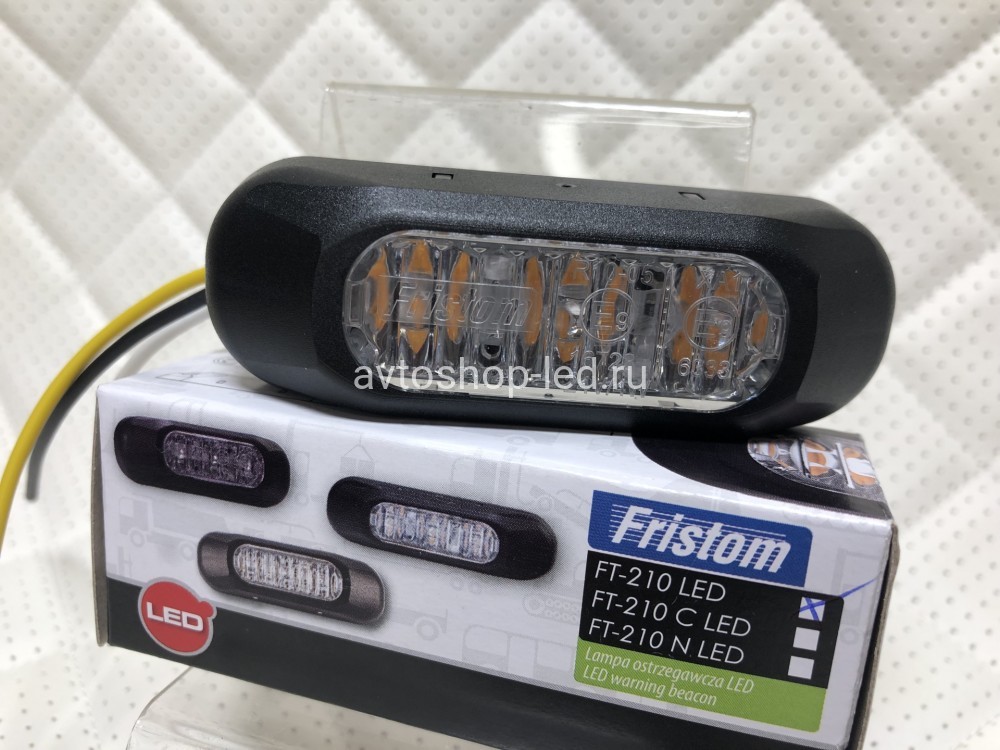 Fristom
E9
avtoshop-led.ru
Fristom
FT-210 LED
FT-210 C LED
FT-210 N LED
Lampa ostrzegawcza LED
LED warning beacon
LED